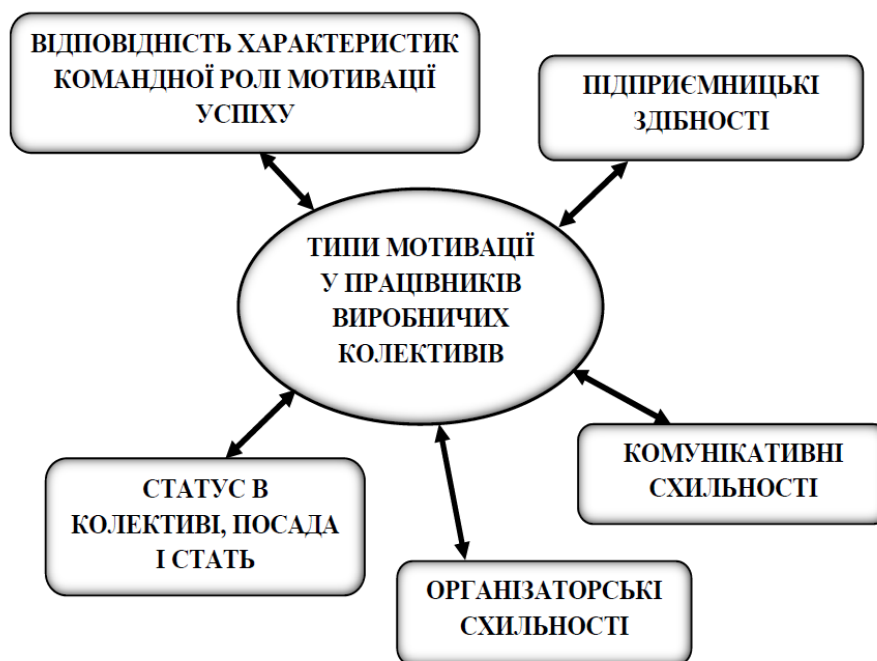 ВІДПОВІДНІСТЬ ХАРАКТЕРИСТИК
КОМАНДНОЇ РОЛІ МОТИВАЦІЇ
УСПІХУ
ПІДПРИЄМНИЦЬКІ
ЗДІБНОСТІ
ТИПИ МОТИВАЦІЇ
У ПРАЦІВНИКІВ
ВИРОБНИЧИХ
КОЛЕКТИВІВ
КОМУНІКАТИВНІ
СХИЛЬНОСТІ
СТАТУС В
КОЛЕКТИВІ, ПОСАДА
І СТАТЬ
ОРГАНІЗАТОРСЬКІ
СХИЛЬНОСТІ